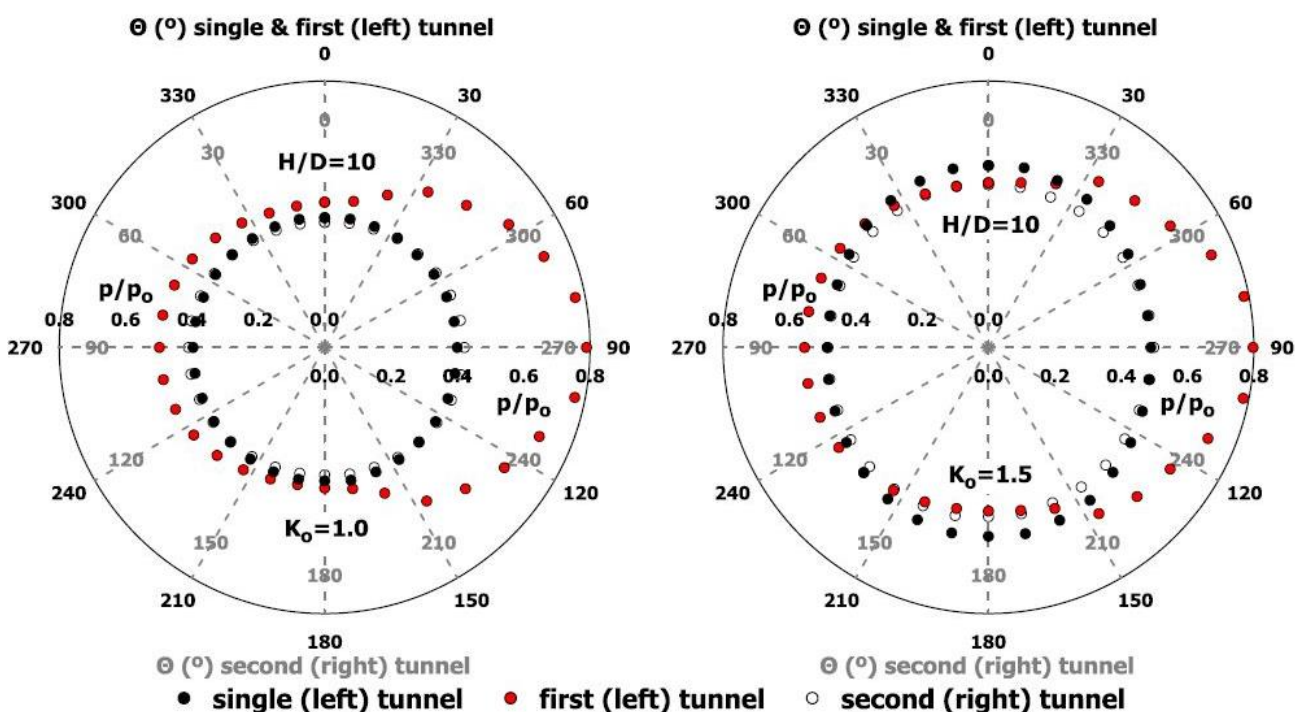 Θ (º) single & first (left) tunnel
0
330 30
0
30 330
H/D=10
300 60
60 300
p/pₒ
0.8 0.6 0.4 0.2 0.0
270 90 270 90
0.0 0.2 0.4 0.6 0.8
p/pₒ
120 240
240 120
Kₒ=1.0
150 210
180
210 150
180
Θ (º) second (right) tunnel
Θ (º) single & first (left) tunnel
0
330 30
0
30 330
H/D=10
300 60
60 300
p/pₒ
0.8 0.6 0.4 0.2 0.0
270 90 270 90
0.0 0.2 0.4 0.6 0.8
p/pₒ
120 240
240 120
Kₒ=1.5
150 210
180
210 150
180
Θ (º) second (right) tunnel
single (left) tunnel first (left) tunnel second (right) tunnel